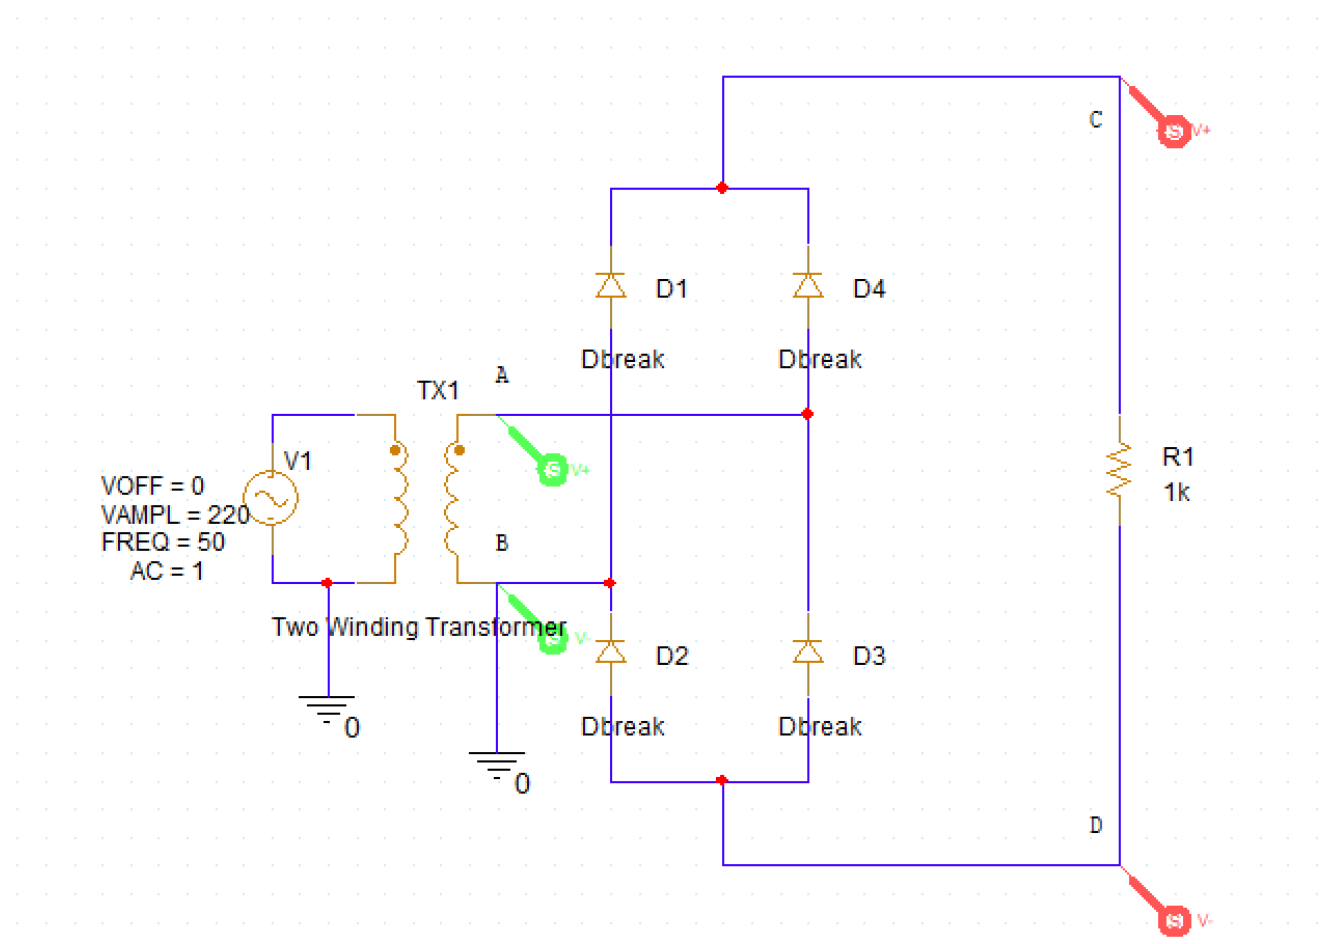 C
V+
D1
D4
Dbreak
Dbreak
A
TX1
V1
V+
R1
1k
VOFF = 0
VAMPL = 220
FREQ = 50
AC = 1
B
Two Winding Transformer
V-
D2
D3
Dbreak
Dbreak
0
0
D
V-